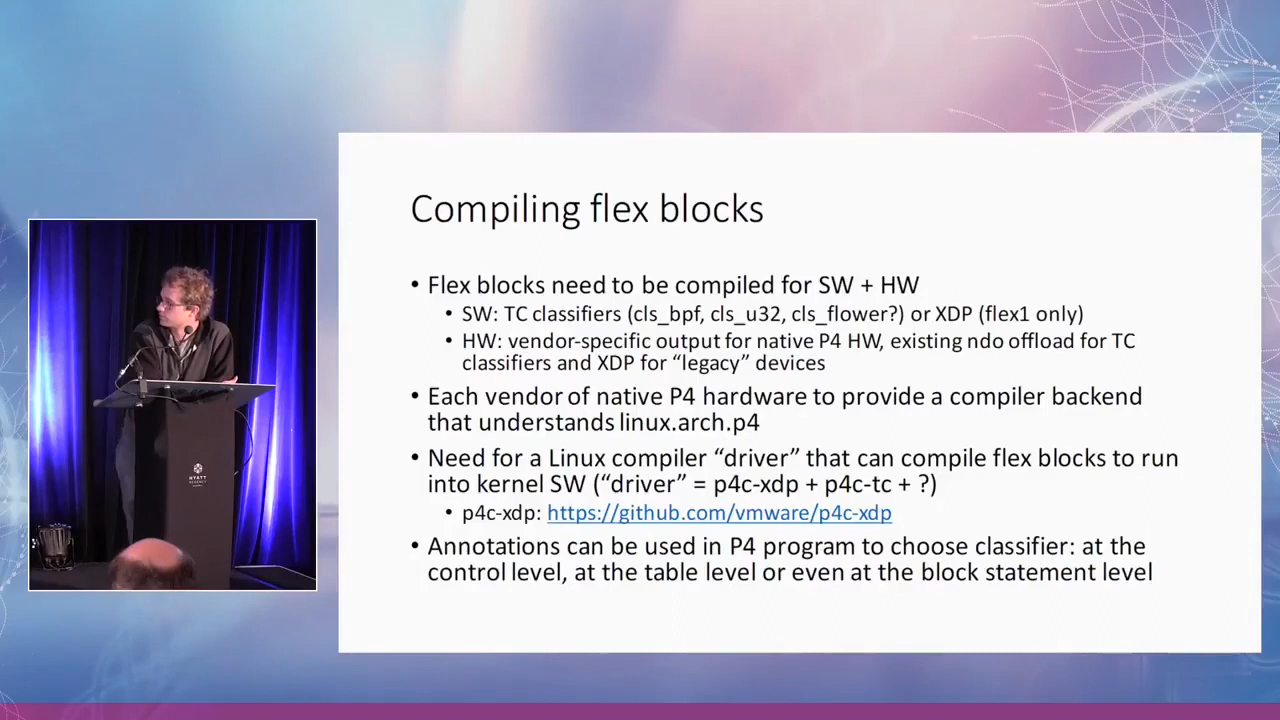 Compiling flex blocks
• Flex blocks need to be compiled for SW + HW
• SW: TC classifiers (cls_bpf, cls_u32, cls_flower?) or XDP (flex1 only)
• HW: vendor-specific output for native P4 HW, existing ndo offload for TC
classifiers and XDP for “legacy” devices
• Each vendor of native P4 hardware to provide a compiler backend
that understands linux.arch.p4
• Need for a Linux compiler “driver” that can compile flex blocks to run
into kernel SW (“driver” = p4c-xdp + p4c-tc + ?)
• p4c-xdp: https://github.com/vmware/p4c-xdp
• Annotations can be used in P4 program to choose classifier: at the
control level, at the table level or even at the block statement level
HYATT
REGENCY